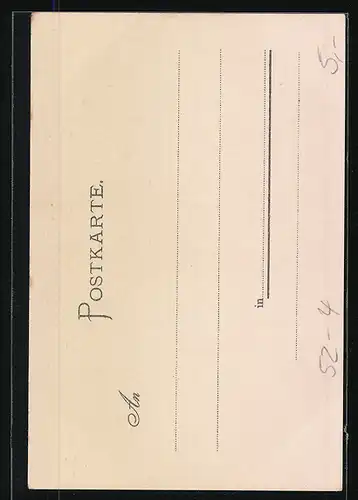 POSTKARTE.
An
in
52-4
5,-